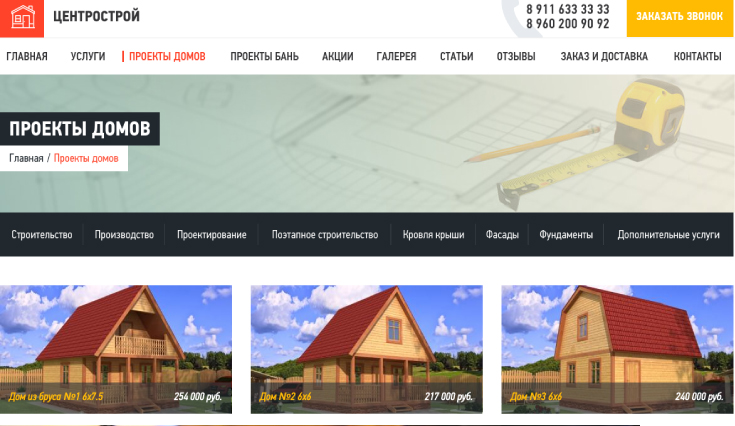 ЦЕНТРОСТРОЙ
8 911 633 33 33
8 960 200 90 92
ЗАКАЗАТЬ ЗВОНОК
ГЛАВНАЯ УСЛУГИ ПРОЕКТЫ ДОМОВ ПРОЕКТЫ БАНЬ АКЦИИ ГАЛЕРЕЯ СТАТЬИ ОТЗЫВЫ ЗАКАЗ И ДОСТАВКА КОНТАКТЫ
ПРОЕКТЫ ДОМОВ
Главная / Проекты домов
Строительство Производство Проектирование Поэтапное строительство Кровля крыши Фасады Фундаменты Дополнительные услуги
Дом из бруса №1 6х7.5 254 000 руб. Дом №2 6х6 217 000 руб. Дом №3 6х6 240 000 руб.